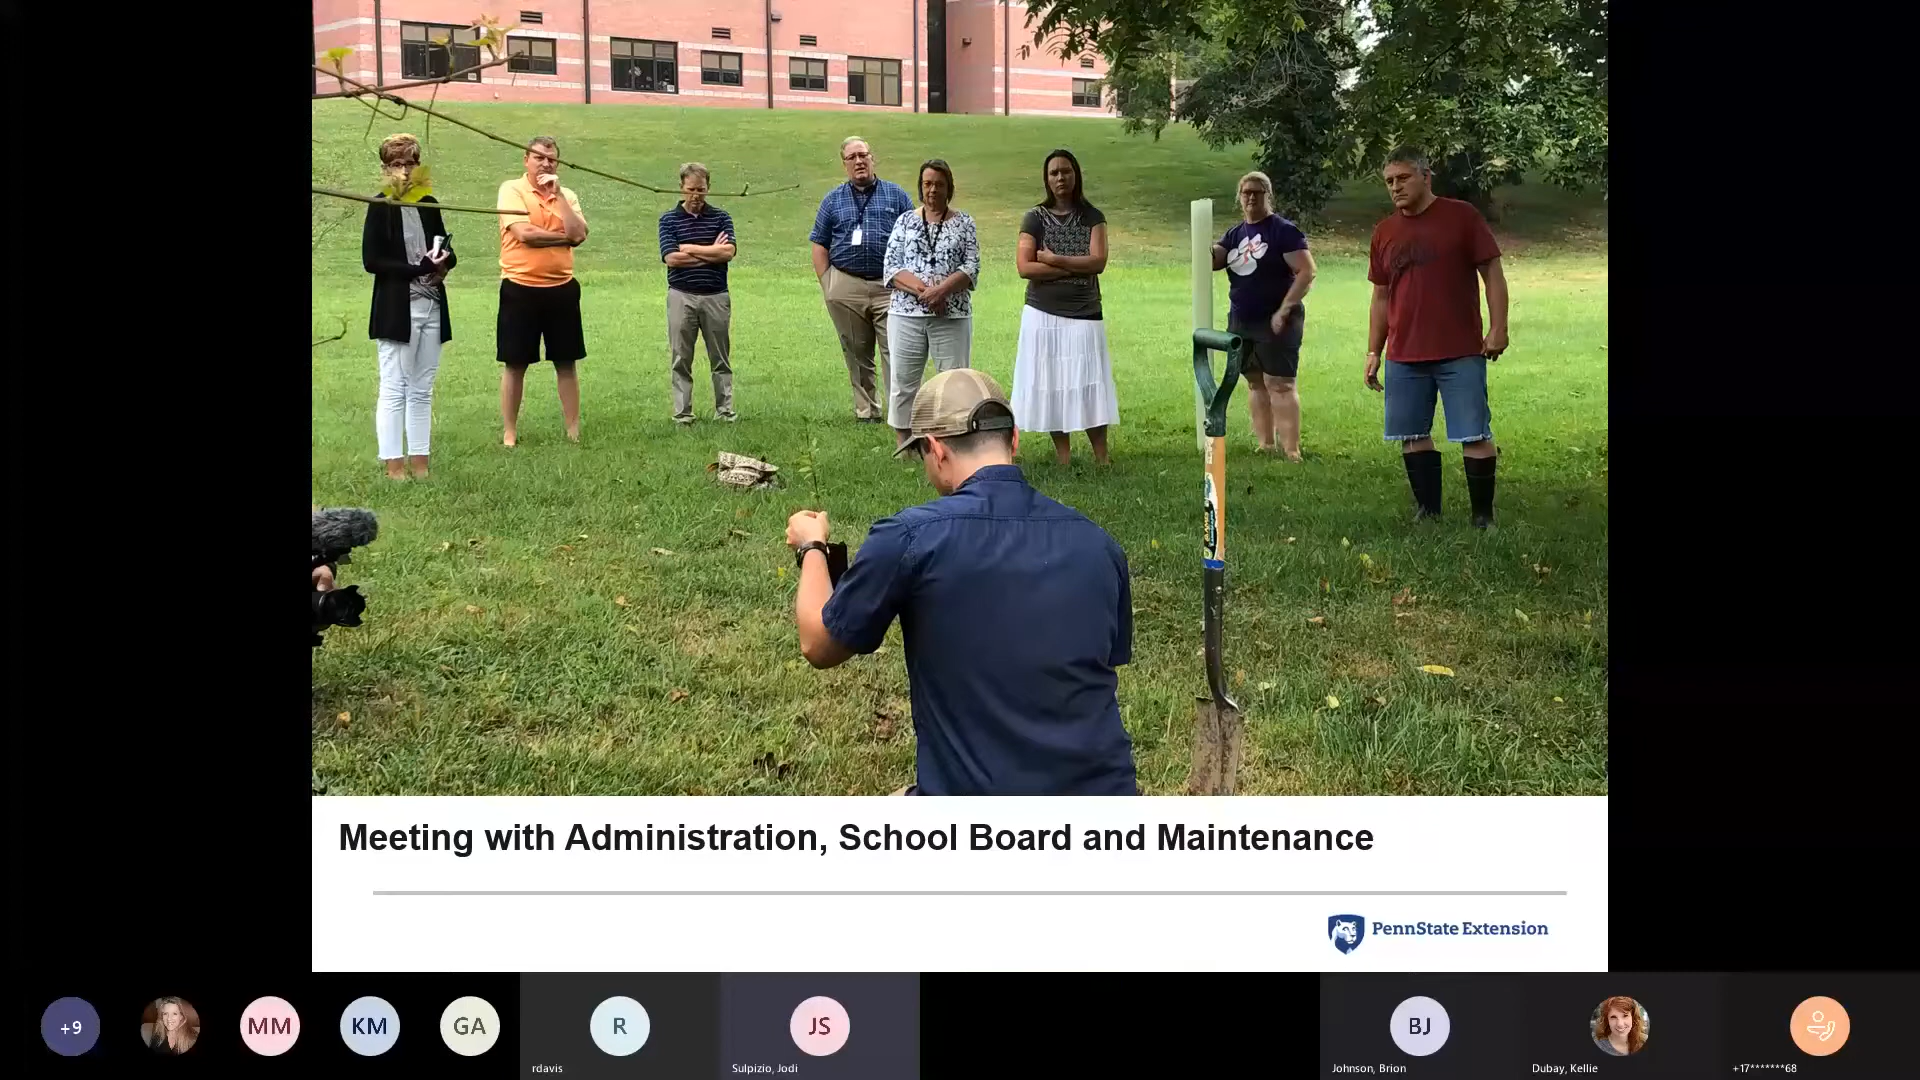 Meeting with Administration, School Board and Maintenance
PennState Extension
+9
MM
KM
GA
R
JS
BJ
rdavis
Sulpizio, Jodi
Johnson, Brion
Dubay, Kellie
+17*******68